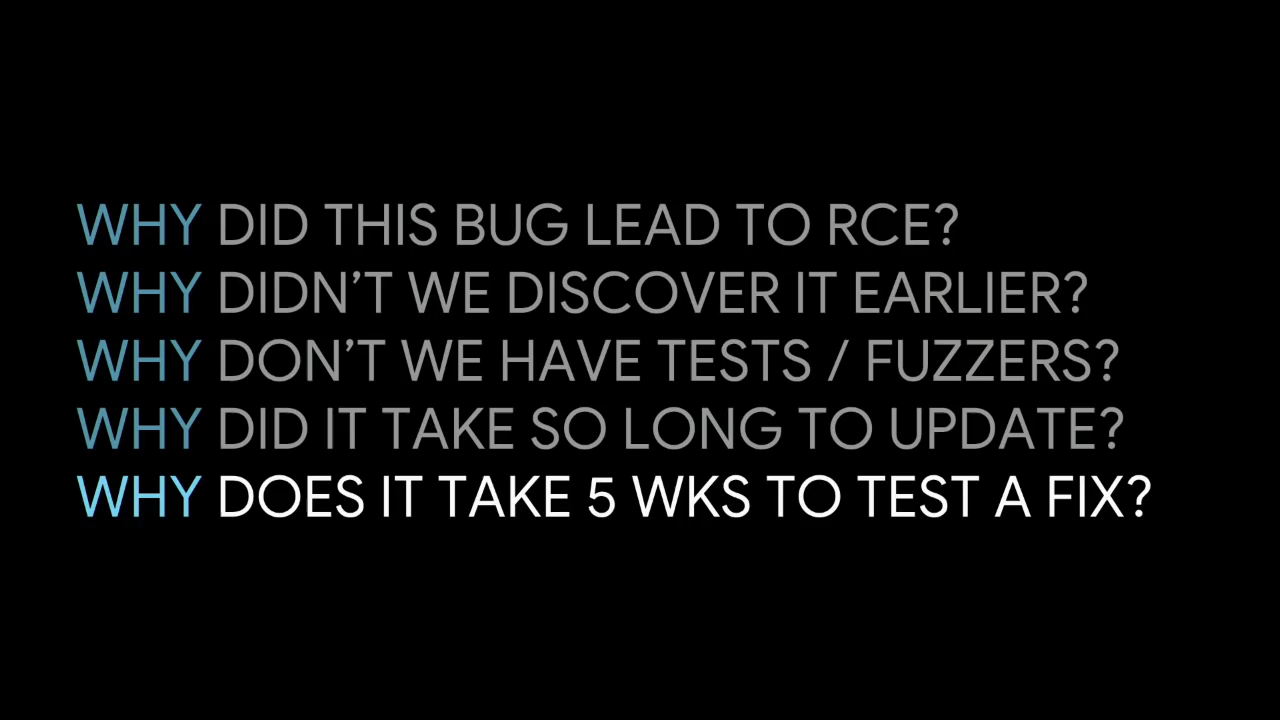 WHY DID THIS BUG LEAD TO RCE?
WHY DIDN’T WE DISCOVER IT EARLIER?
WHY DON’T WE HAVE TESTS / FUZZERS?
WHY DID IT TAKE SO LONG TO UPDATE?
WHY DOES IT TAKE 5 WKS TO TEST A FIX?